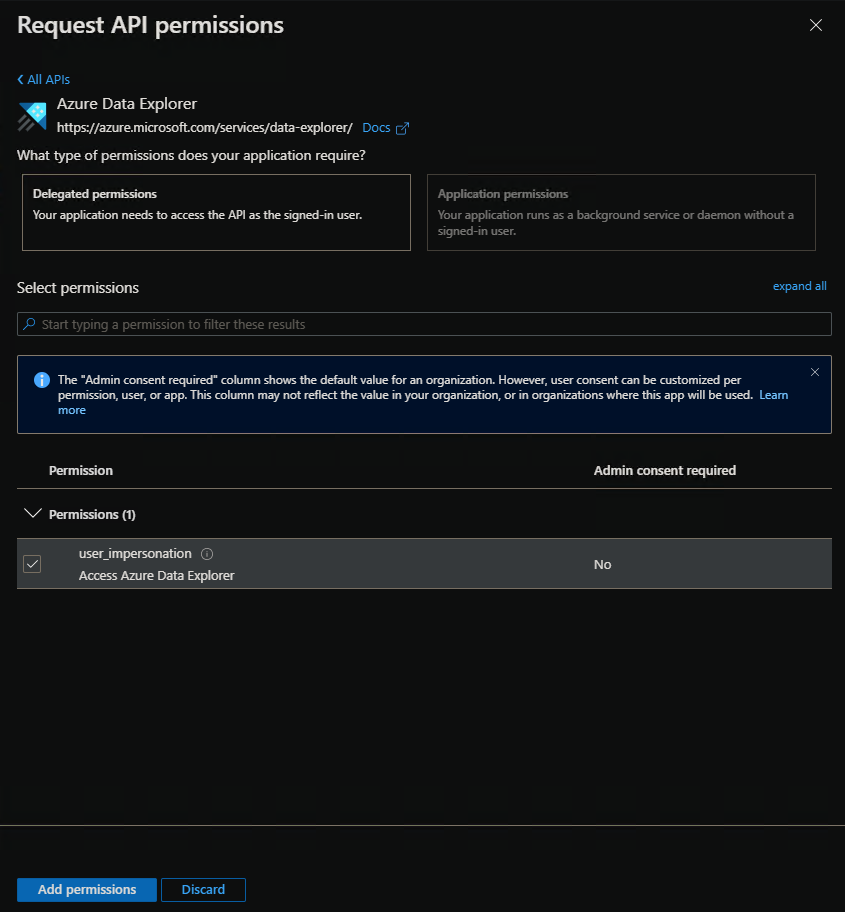 Request API permissions
All APIs
Azure Data Explorer
https://azure.microsoft.com/services/data-explorer/ Docs
What type of permissions does your application require?
Delegated permissions
Your application needs to access the API as the signed-in user.
Application permissions
Your application runs as a background service or daemon without a
signed-in user.
Select permissions
expand all
Start typing a permission to filter these results
The "Admin consent required" column shows the default value for an organization. However, user consent can be customized per
permission, user, or app. This column may not reflect the value in your organization, or in organizations where this app will be used. Learn
more
Permission Admin consent required
Permissions (1)
user_impersonation
Access Azure Data Explorer
No
Add permissions Discard